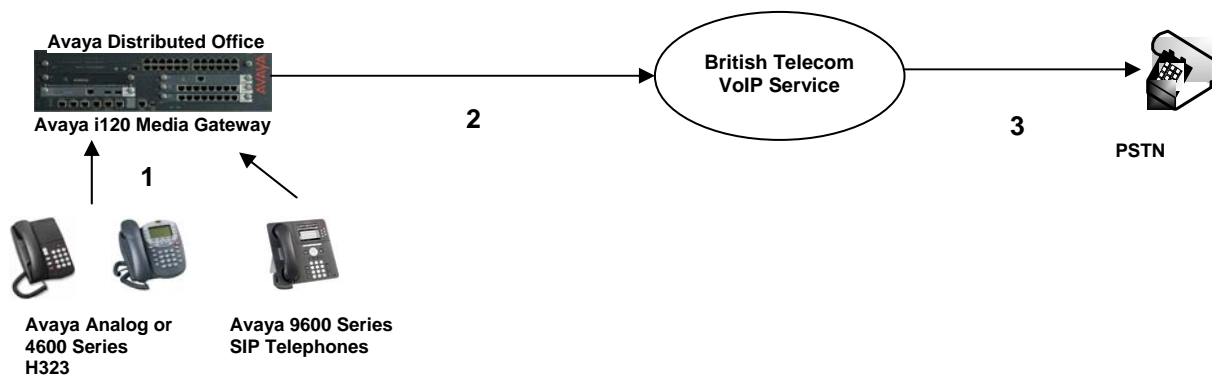 Avaya Distributed Office
AVAYA
Avaya i120 Media Gateway
1
2
British Telecom
VoIP Service
3
PSTN
Avaya Analog or
4600 Series
H323
Avaya 9600 Series
SIP Telephones